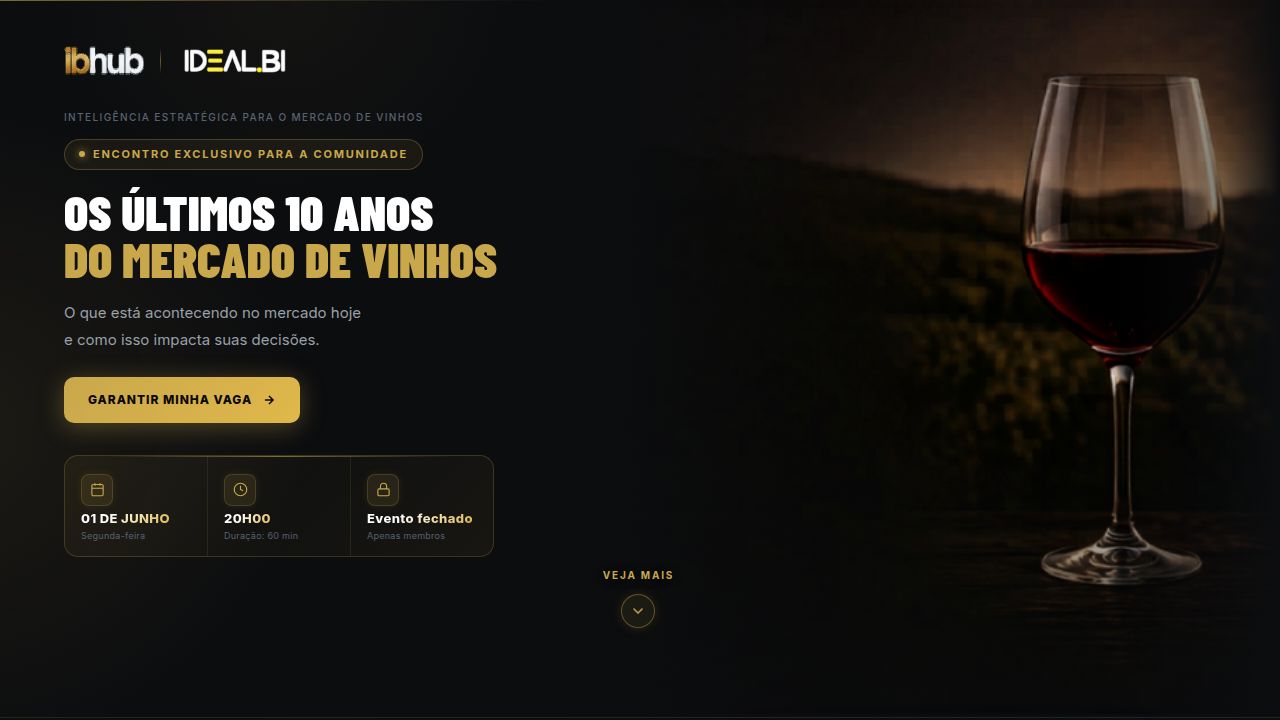 ibhub
IDEAL.BI
INTELIGÊNCIA ESTRATÉGICA PARA O MERCADO DE VINHOS
ENCONTRO EXCLUSIVO PARA A COMUNIDADE
OS ÚLTIMOS 10 ANOS
DO MERCADO DE VINHOS
O que está acontecendo no mercado hoje
e como isso impacta suas decisões.
GARANTIR MINHA VAGA →
01 DE JUNHO
Segunda-feira
20H00
Duração: 60 min
Evento fechado
Apenas membros
VEJA MAIS